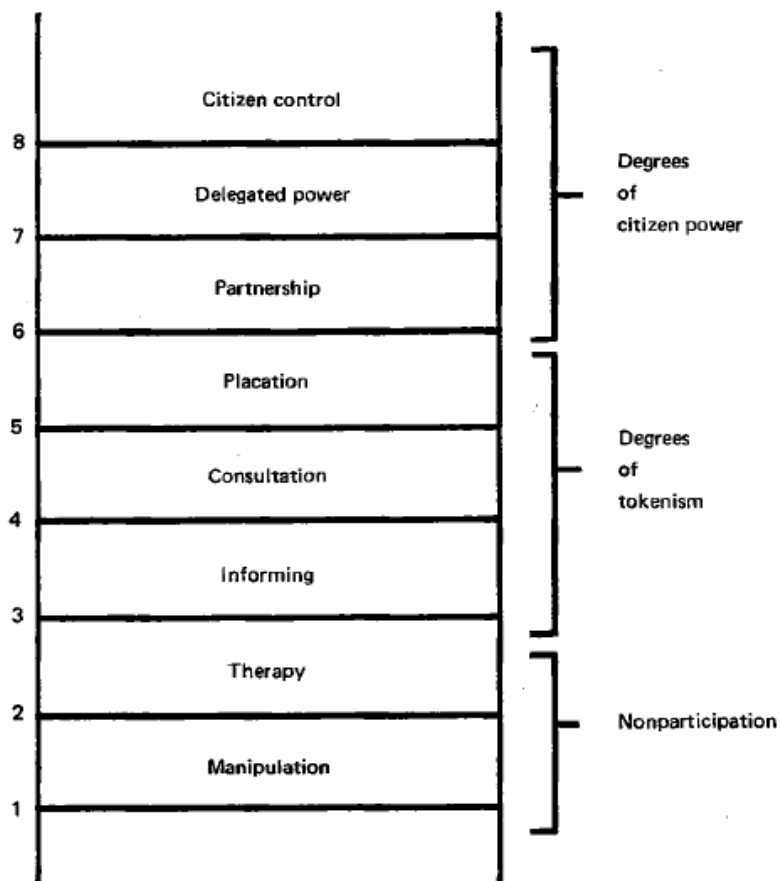 Citizen control
8
Delegated power
7
Partnership
6
Placation
5
Consultation
4
Informing
3
Therapy
2
Manipulation
1
Degrees
of
citizen power
Degrees
of
tokenism
Nonparticipation